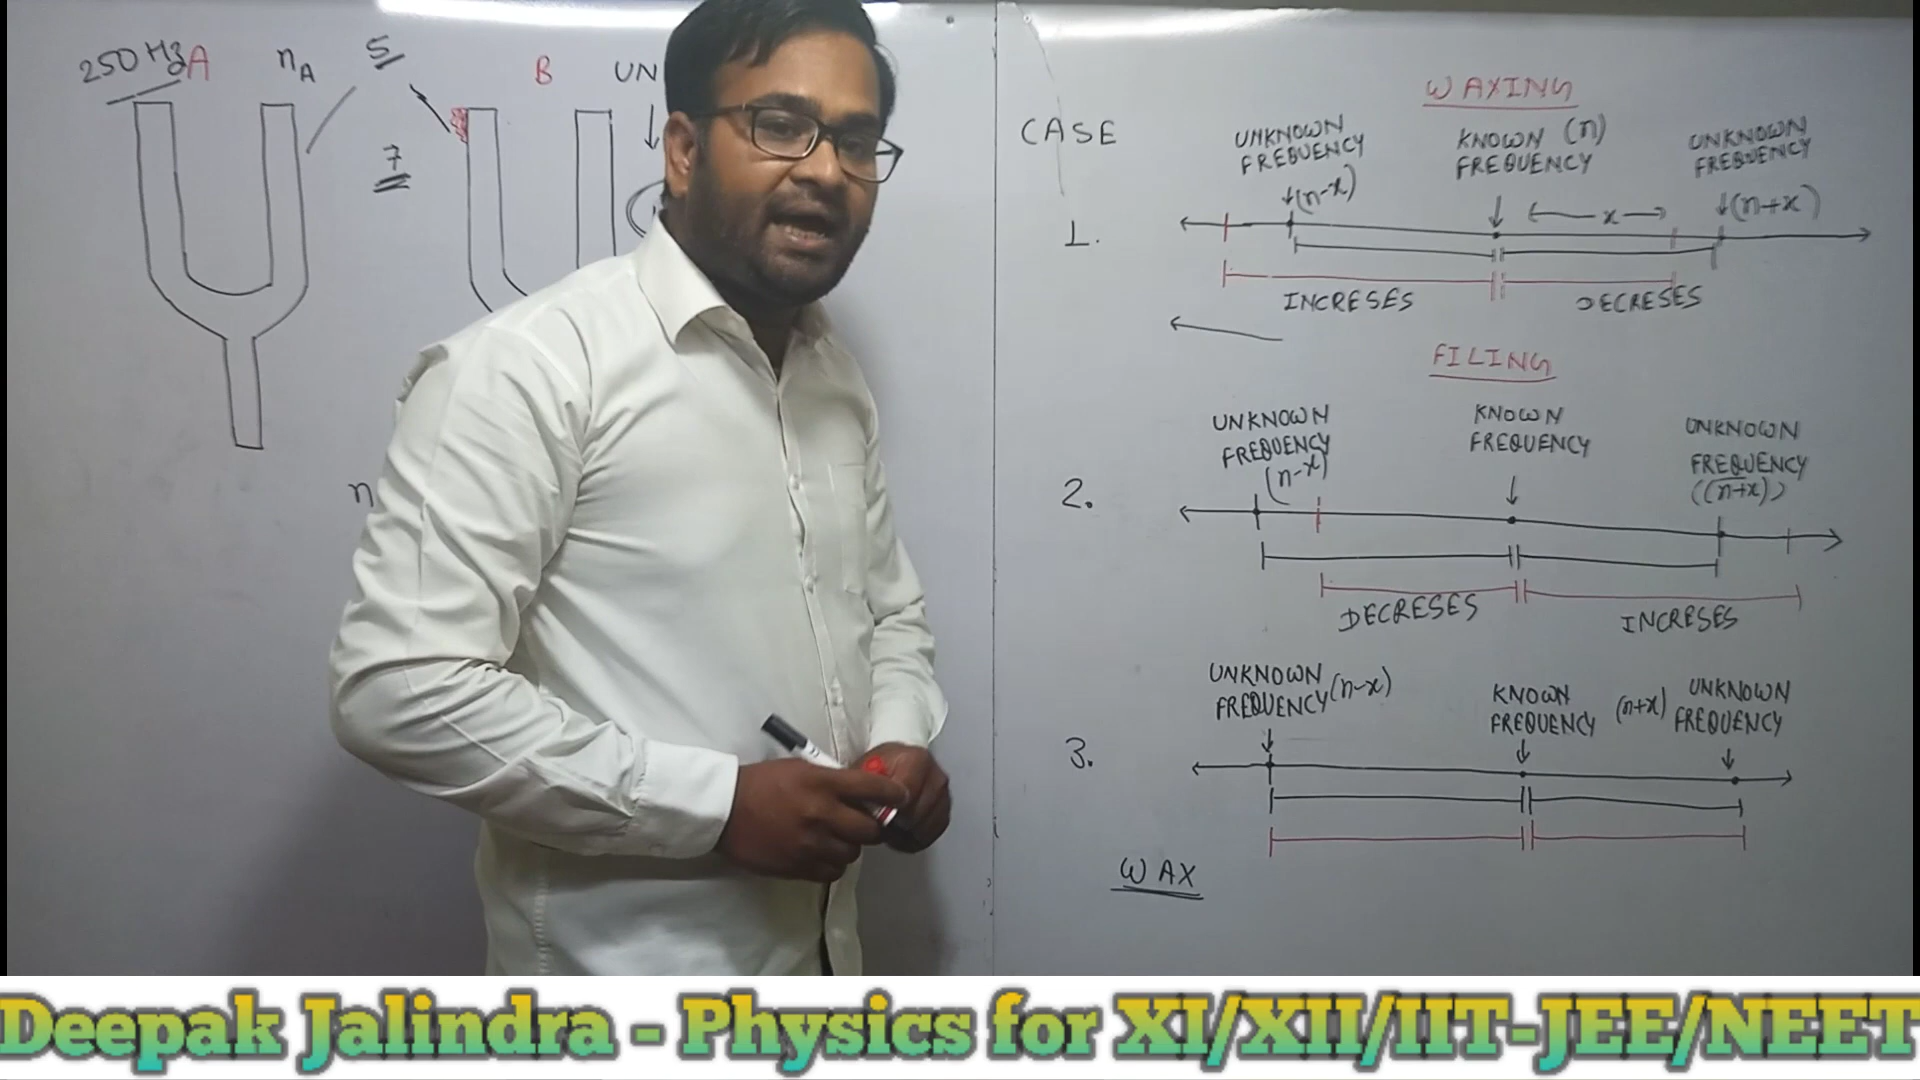 250 Hz A
nA
5
B
UN
7
n
WAXING
CASE
UNKNOWN FREQUENCY
(n-x)
KNOWN (n) FREQUENCY
UNKNOWN FREQUENCY
(n+x)
x
1.
INCRESES
DECRESES
FILING
UNKNOWN FREQUENCY
(n-x)
KNOWN FREQUENCY
UNKNOWN FREQUENCY
((n+x))
2.
DECRESES
INCRESES
UNKNOWN FREQUENCY (n-x)
KNOWN FREQUENCY
(n+x) UNKNOWN FREQUENCY
3.
WAX
Deepak Jalindra - Physics for XI/XII/IIT-JEE/NEET